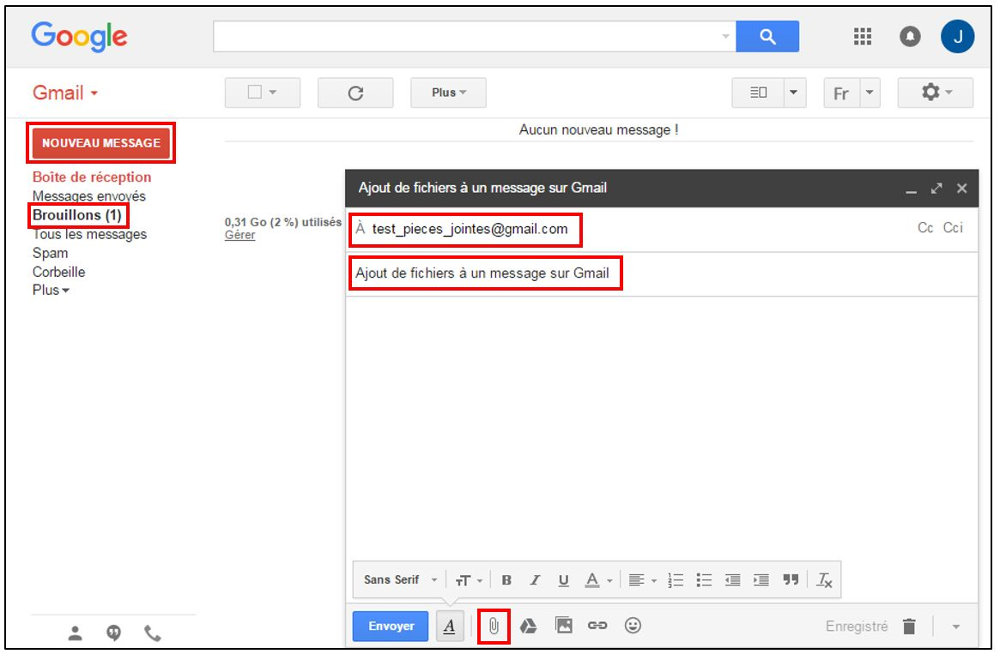 Google
J
Gmail
Plus
Fr
NOUVEAU MESSAGE
Aucun nouveau message !
Boîte de réception
Messages envoyés
Brouillons (1)
Tous les messages
Spam
Corbeille
Plus
0,31 Go (2 %) utilisés
Gérer
Ajout de fichiers à un message sur Gmail
À test_pieces_jointes@gmail.com Cc Cci
Ajout de fichiers à un message sur Gmail
Sans Serif
Envoyer
Enregistré